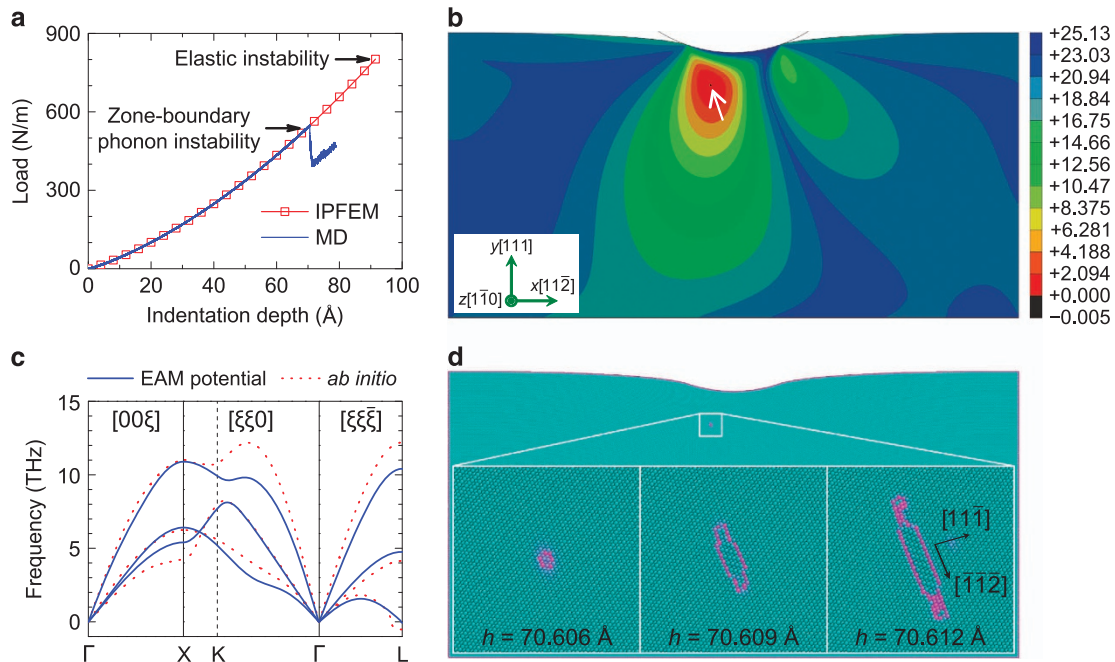 a
900
600
300
0
Load (N/m)
Elastic instability
Zone-boundary
phonon instability
IPFEM
MD
0 20 40 60 80 100
Indentation depth (Å)
b
y[111]
z[11̄0] x[112̄]
+25.13
+23.03
+20.94
+18.84
+16.75
+14.66
+12.56
+10.47
+8.375
+6.281
+4.188
+2.094
+0.000
−0.005
c
EAM potential ab initio
15
10
5
0
Frequency (THz)
[00ξ] [ξξ0] [ξξξ̄]
Γ X K Γ L
d
[111̄]
[1̄1̄2̄]
h = 70.606 Å h = 70.609 Å h = 70.612 Å